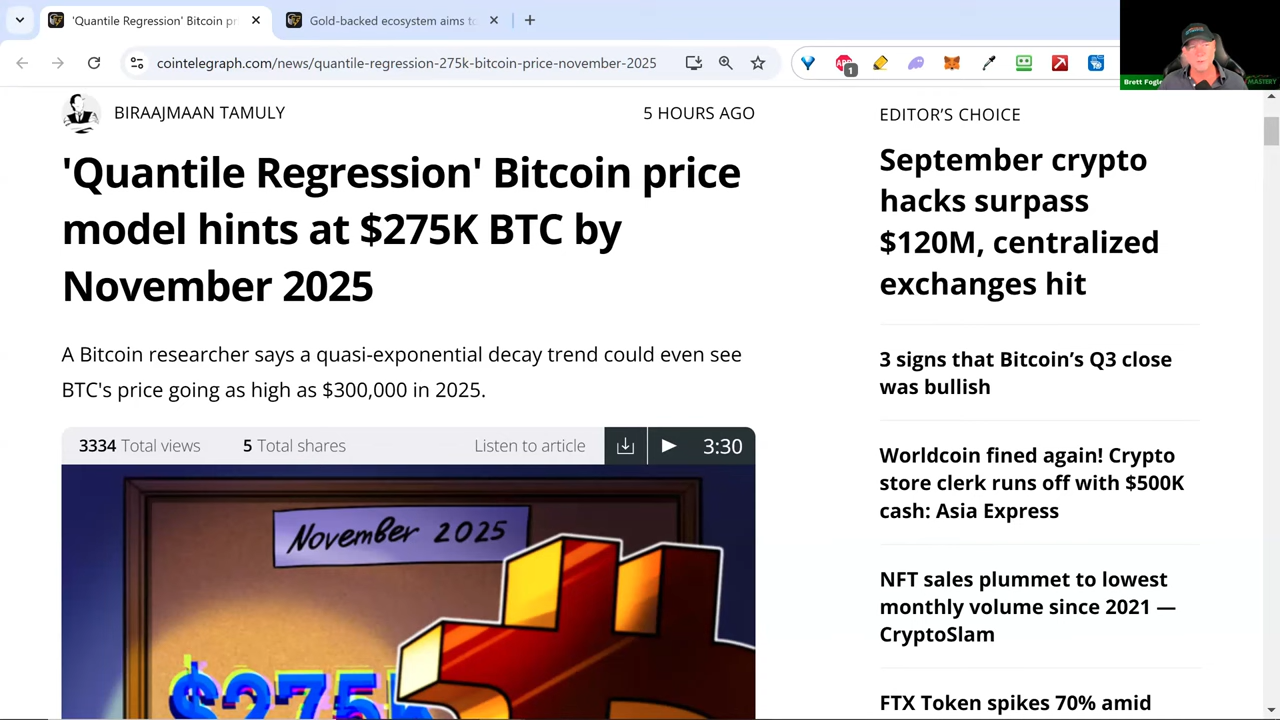 'Quantile Regression' Bitcoin pr
Gold-backed ecosystem aims to
cointelegraph.com/news/quantile-regression-275k-bitcoin-price-november-2025
ABP
1
Brett Fogle
MASTERY
BIRAAJMAAN TAMULY
5 HOURS AGO
'Quantile Regression' Bitcoin price
model hints at $275K BTC by
November 2025
A Bitcoin researcher says a quasi-exponential decay trend could even see
BTC's price going as high as $300,000 in 2025.
3334 Total views
5 Total shares
Listen to article
3:30
November 2025
$275K
EDITOR'S CHOICE
September crypto
hacks surpass
$120M, centralized
exchanges hit
3 signs that Bitcoin’s Q3 close
was bullish
Worldcoin fined again! Crypto
store clerk runs off with $500K
cash: Asia Express
NFT sales plummet to lowest
monthly volume since 2021 —
CryptoSlam
FTX Token spikes 70% amid